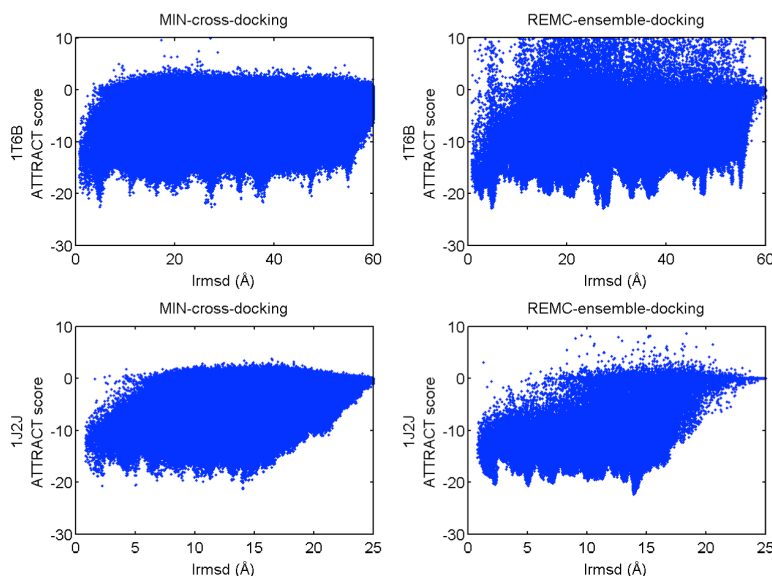 MIN-cross-docking
REMC-ensemble-docking
10
0
-10
-20
-30
1T6B
ATTRACT score
0
20
40
60
Irmsd (Å)
10
0
-10
-20
-30
1T6B
ATTRACT score
0
20
40
60
Irmsd (Å)
MIN-cross-docking
REMC-ensemble-docking
10
0
-10
-20
-30
1J2J
ATTRACT score
0
5
10
15
20
25
Irmsd (Å)
10
0
-10
-20
-30
1J2J
ATTRACT score
0
5
10
15
20
25
Irmsd (Å)